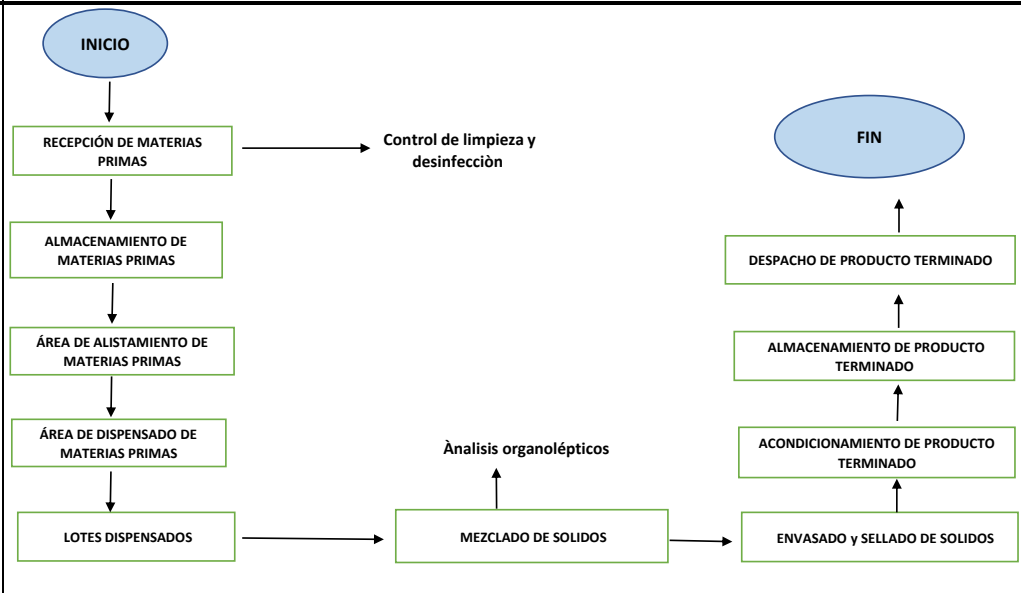 INICIO
RECEPCIÓN DE MATERIAS
PRIMAS
Control de limpieza y
desinfecciòn
ALMACENAMIENTO DE
MATERIAS PRIMAS
ÁREA DE ALISTAMIENTO DE
MATERIAS PRIMAS
ÁREA DE DISPENSADO DE
MATERIAS PRIMAS
LOTES DISPENSADOS
Ànalisis organolépticos
MEZCLADO DE SOLIDOS
ENVASADO y SELLADO DE SOLIDOS
ACONDICIONAMIENTO DE PRODUCTO
TERMINADO
ALMACENAMIENTO DE PRODUCTO
TERMINADO
DESPACHO DE PRODUCTO TERMINADO
FIN